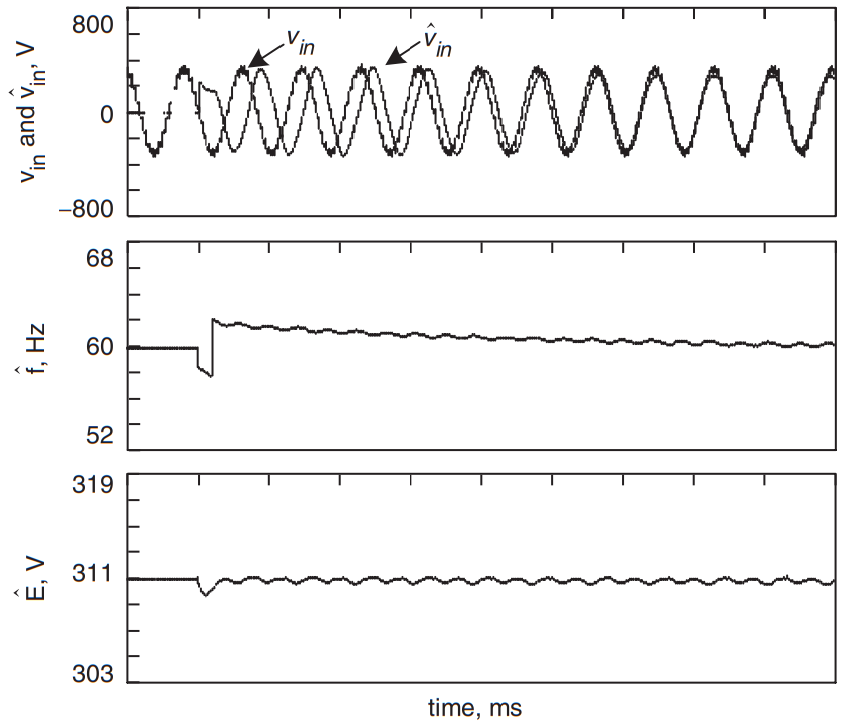 800
v_in
v̂_in
v_in and v̂_in, V
0
−800
68
60
f̂, Hz
52
319
311
Ê, V
303
time, ms